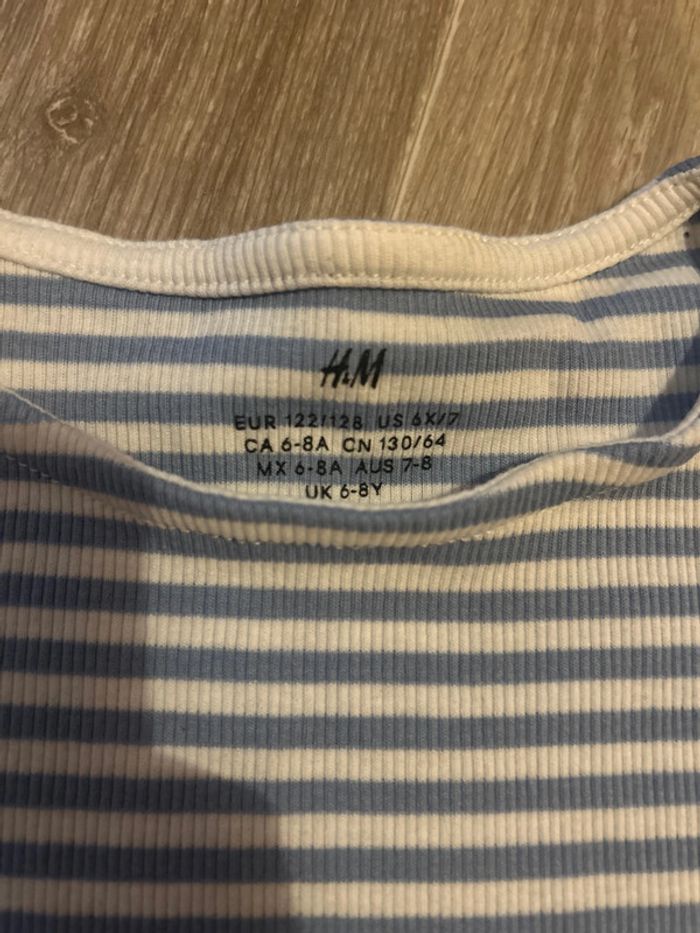 H&M
EUR 122/128 US 6X/7
CA 6-8A CN 130/64
MX 6-8A AUS 7-8
UK 6-8Y